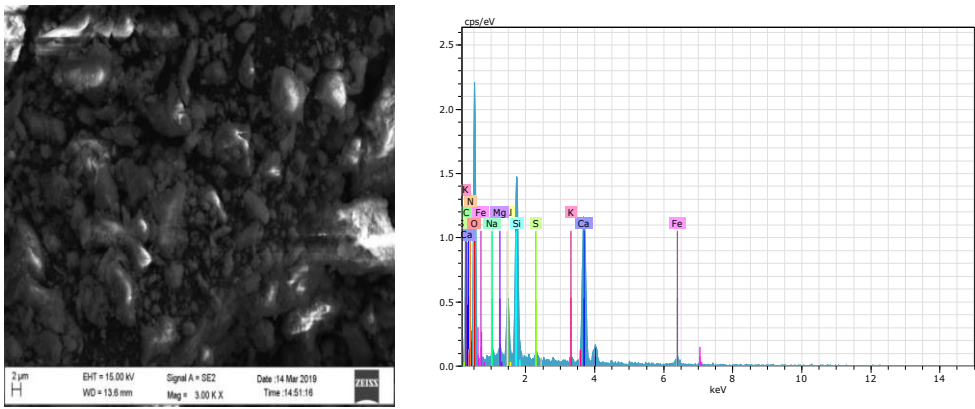 2 µm
EHT = 15.00 kV
Signal A = SE2
Date :14 Mar 2019
ZEISS
WD = 13.6 mm
Mag = 3.00 K X
Time :14:51:16
cps/eV
2.5
2.0
1.5
1.0
0.5
0.0
K
N
C Fe Mg K
Ca O Na Si S Ca Fe
2 4 6 8 10 12 14
keV